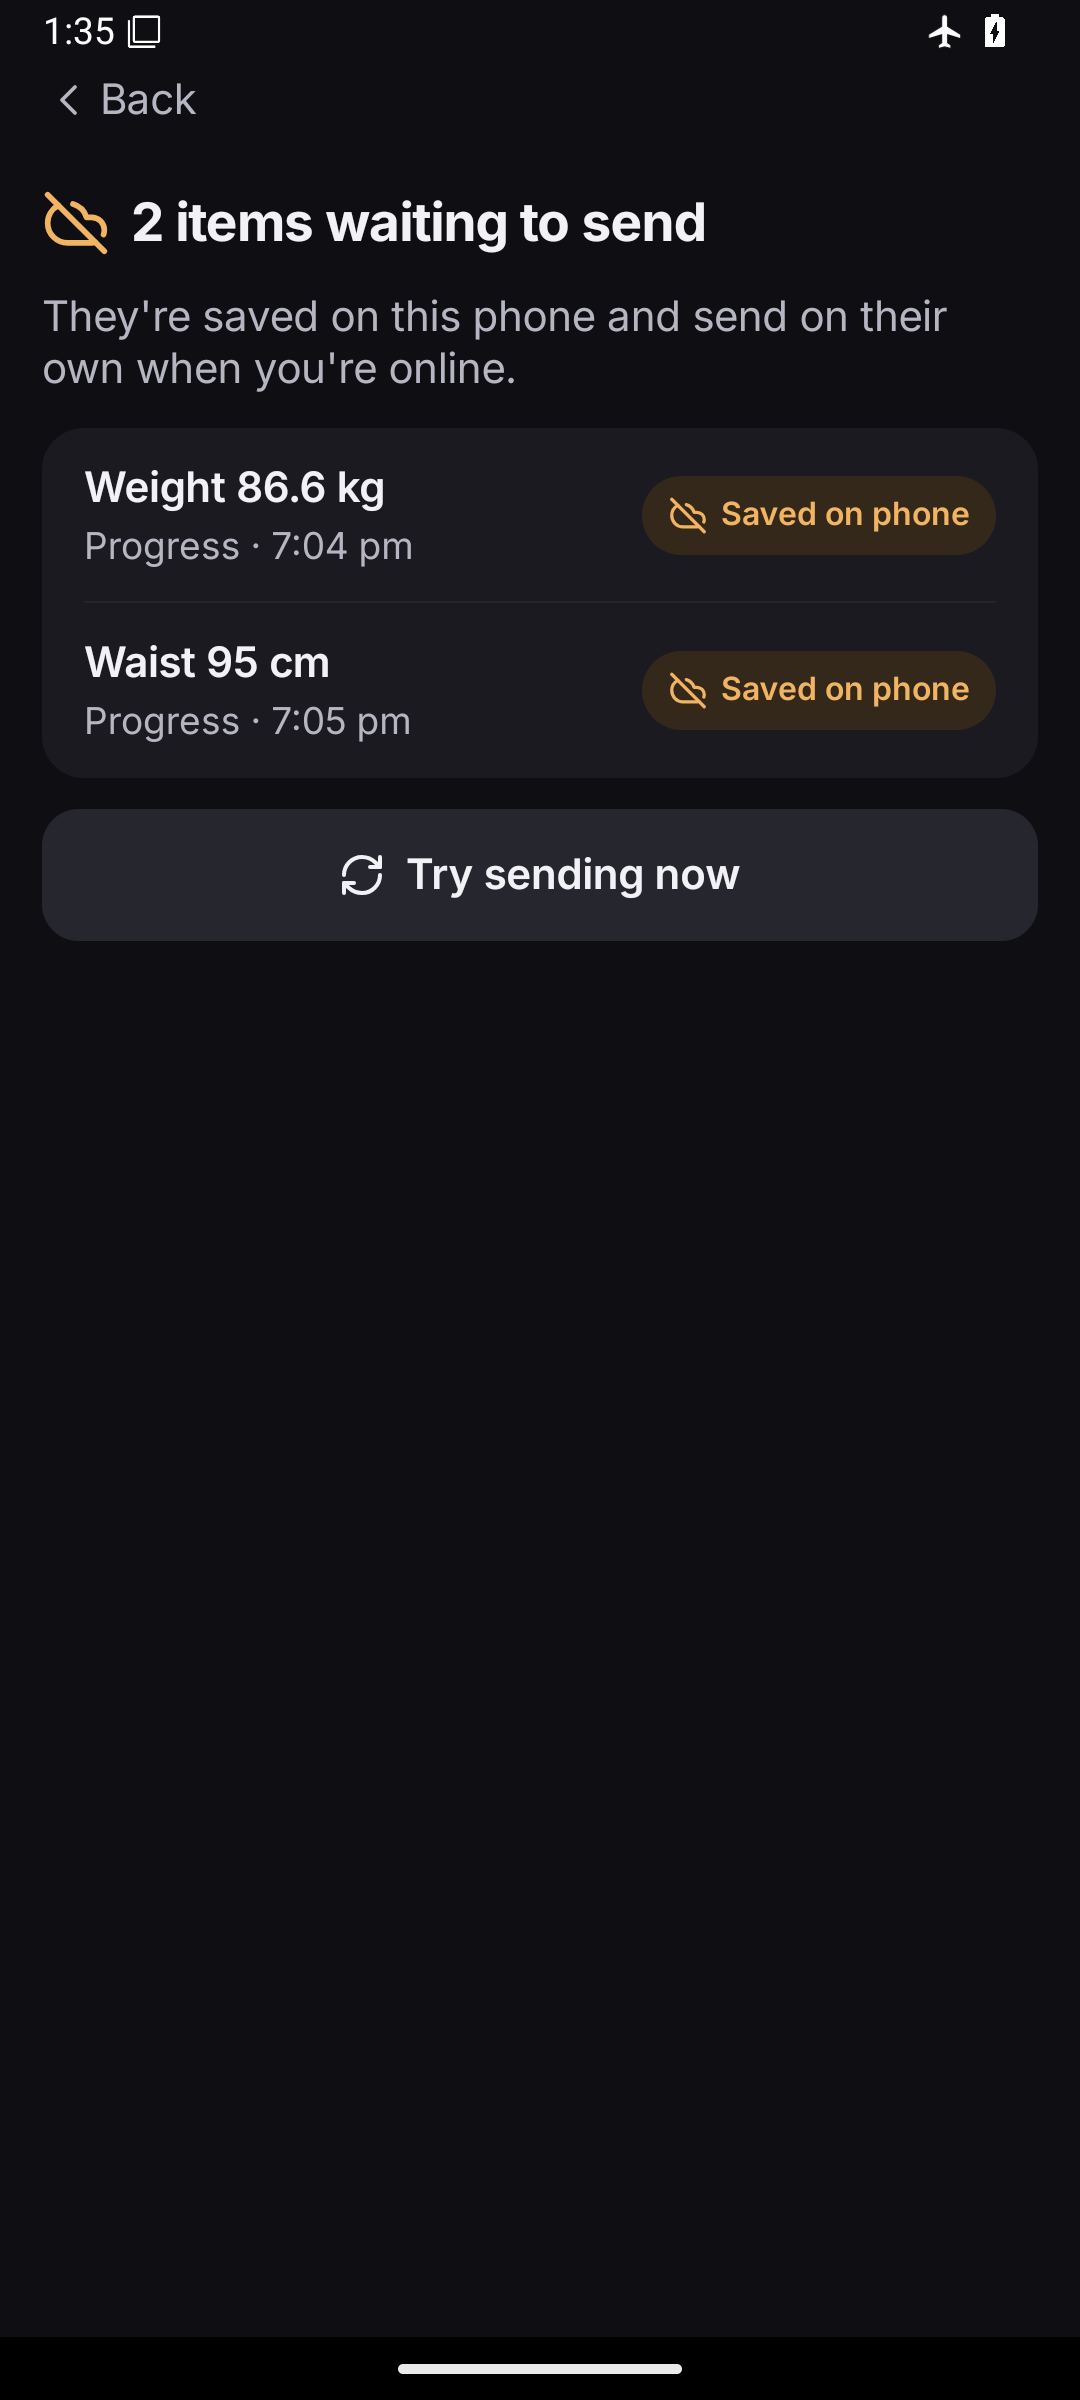 1:35
Back
2 items waiting to send
They're saved on this phone and send on their
own when you're online.
Weight 86.6 kg
Saved on phone
Progress · 7:04 pm
Waist 95 cm
Saved on phone
Progress · 7:05 pm
Try sending now